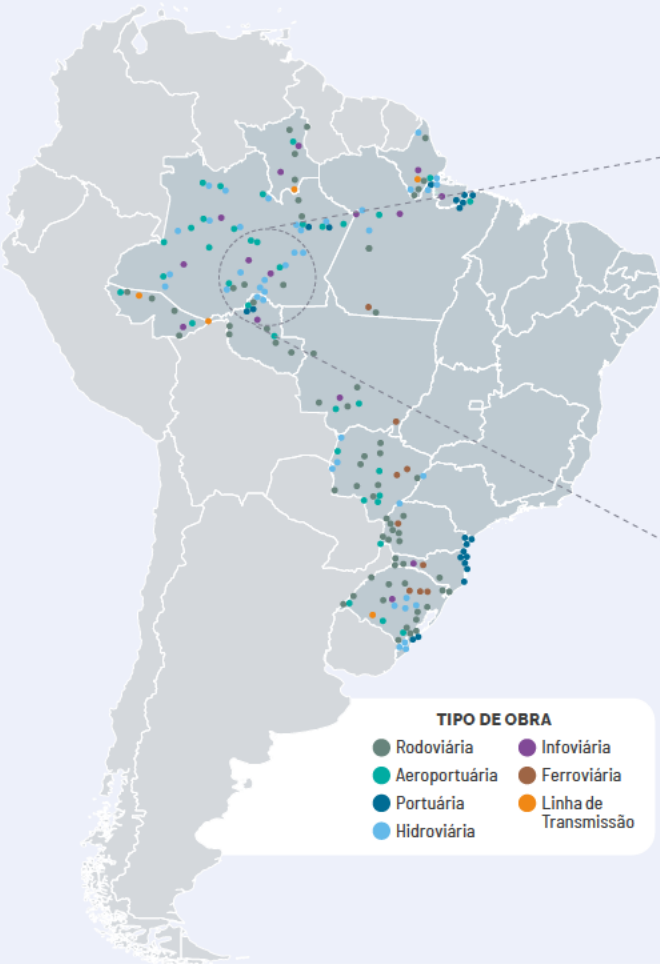 TIPO DE OBRA
Rodoviária
Aeroportuária
Portuária
Hidroviária
Infoviária
Ferroviária
Linha de
Transmissão